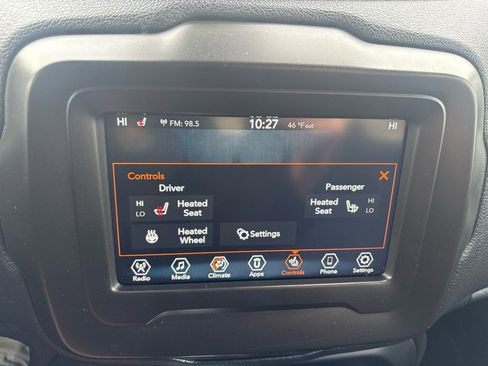 HI FM: 98.5 10:27 46 °F out HI
Controls ✕
Driver Passenger
HI LO Heated Seat
Heated Seat HI LO
Heated Wheel
Settings
Radio Media Climate Apps Controls Phone Settings